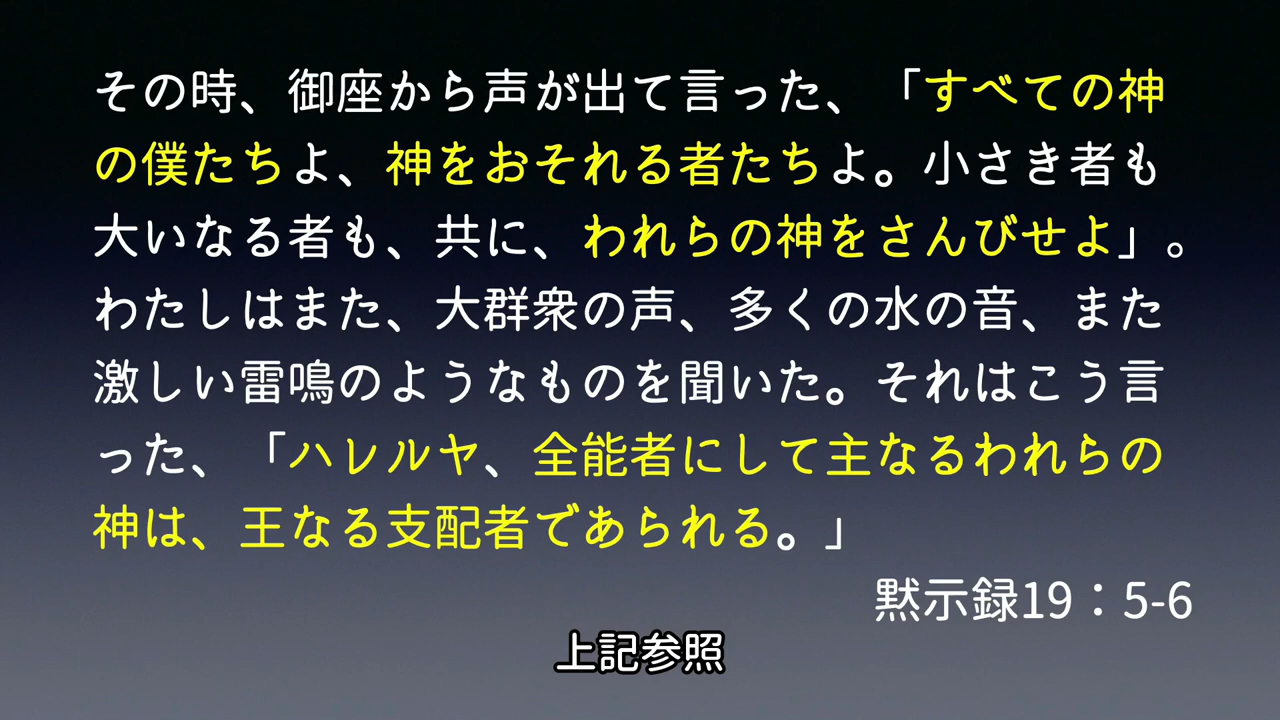 その時、御座から声が出て言った、「すべての神
の僕たちよ、神をおそれる者たちよ。小さき者も
大いなる者も、共に、われらの神をさんびせよ」。
わたしはまた、大群衆の声、多くの水の音、また
激しい雷鳴のようなものを聞いた。それはこう言
った、「ハレルヤ、全能者にして主なるわれらの
神は、王なる支配者であられる。」
黙示録19：5-6
上記参照